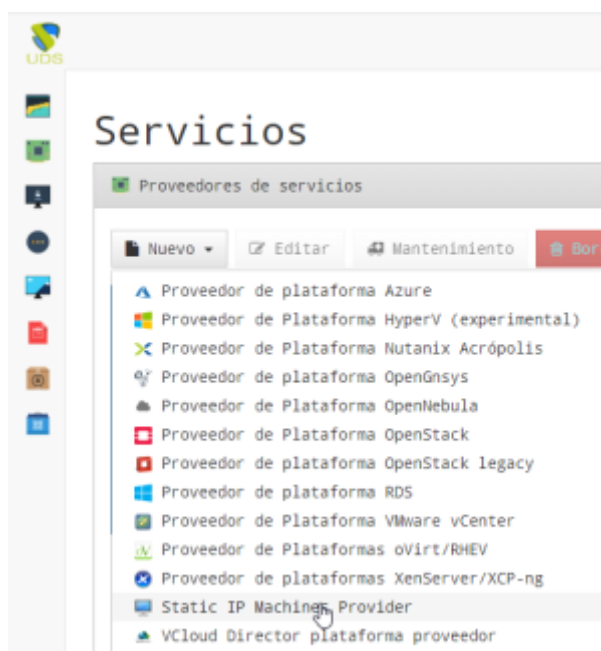 UDS
Servicios
Proveedores de servicios
Nuevo Editar Mantenimiento Bor
Proveedor de plataforma Azure
Proveedor de Plataforma HyperV (experimental)
Proveedor de Plataforma Nutanix Acrópolis
Proveedor de Plataforma OpenGnsys
Proveedor de Plataforma OpenNebula
Proveedor de Plataforma OpenStack
Proveedor de plataforma OpenStack legacy
Proveedor de plataforma RDS
Proveedor de Plataforma VMware vCenter
Proveedor de Plataformas oVirt/RHEV
Proveedor de plataformas XenServer/XCP-ng
Static IP Machines Provider
VCloud Director plataforma proveedor